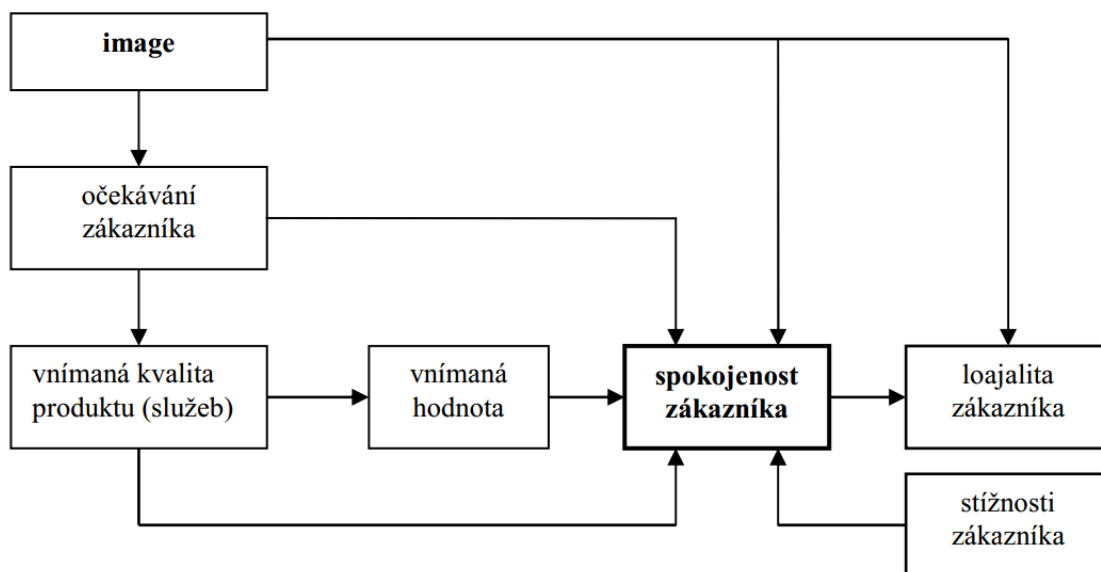 image
očekávání
zákazníka
vnímaná kvalita
produktu (služeb)
vnímaná
hodnota
spokojenost
zákazníka
loajalita
zákazníka
stížnosti
zákazníka